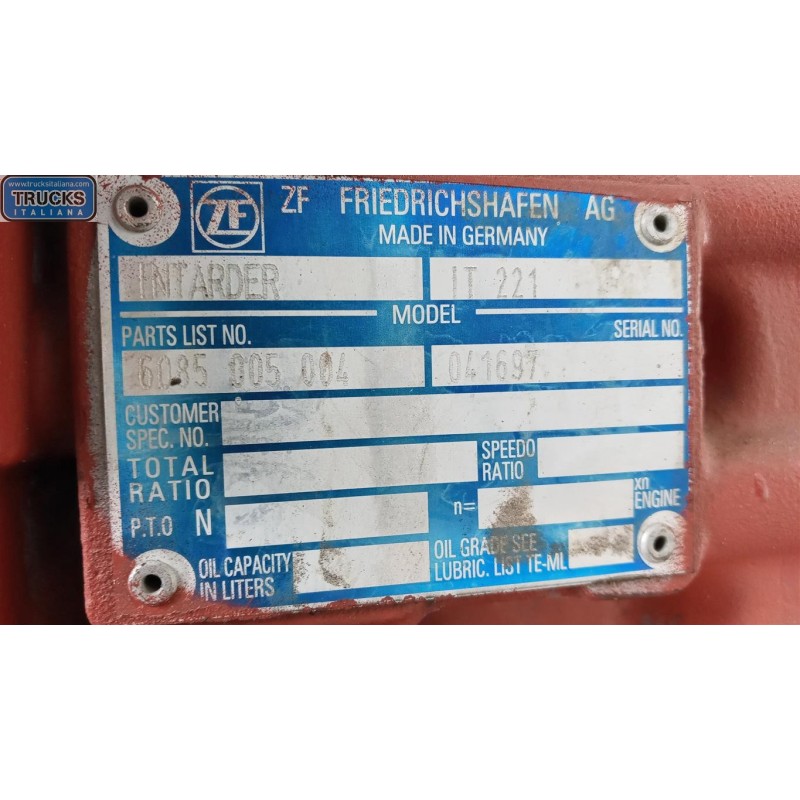 www.trucksitaliana.com
TRUCKS
ITALIANA
ZF ZF FRIEDRICHSHAFEN AG
MADE IN GERMANY
INTARDER IT 221
MODEL
PARTS LIST NO. SERIAL NO.
6085 005 004 041697
CUSTOMER
SPEC. NO.
TOTAL RATIO SPEEDO RATIO
P.T.O N n= xn ENGINE
OIL CAPACITY IN LITERS OIL GRADE SEE
LUBRIC. LIST TE-ML